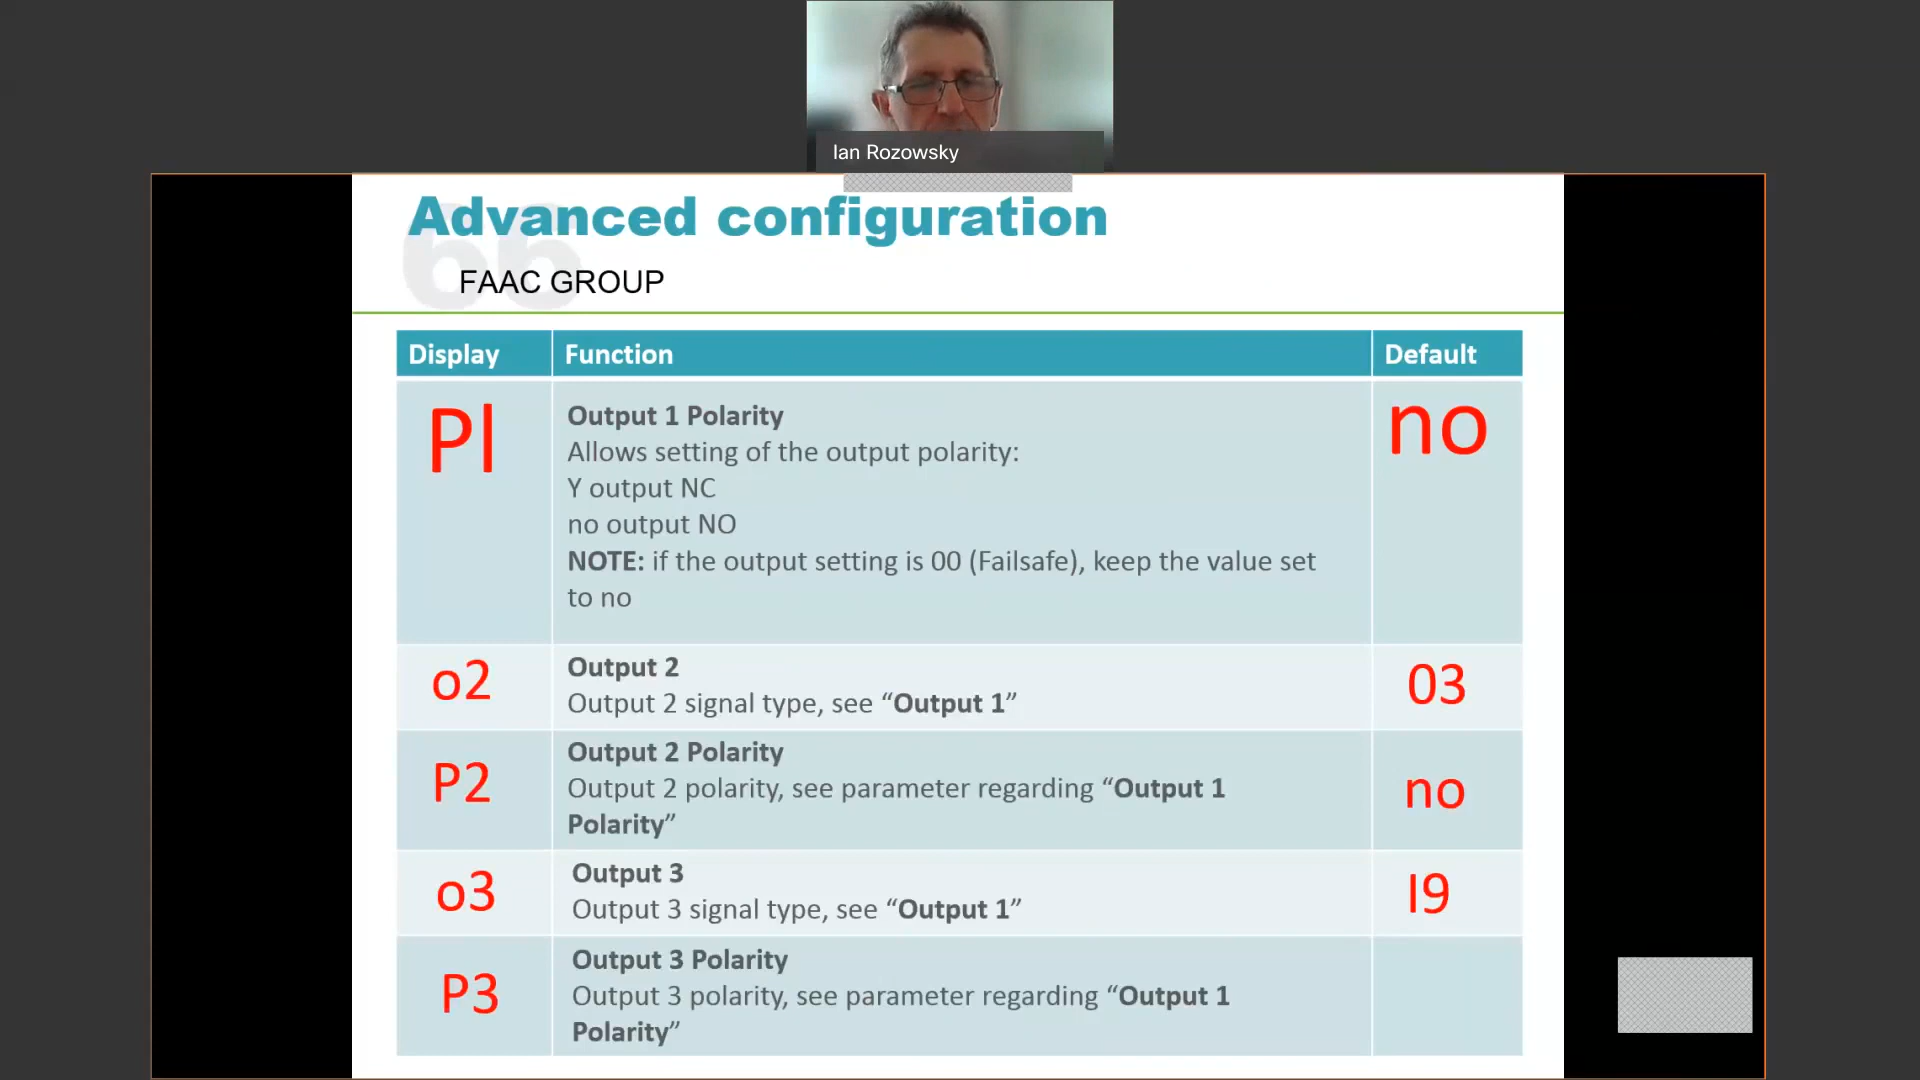 Ian Rozowsky
Advanced configuration
66
FAAC GROUP
Display Function Default
Pl
Output 1 Polarity
Allows setting of the output polarity:
Y output NC
no output NO
NOTE: if the output setting is 00 (Failsafe), keep the value set
to no
no
o2
Output 2
Output 2 signal type, see “Output 1”
03
P2
Output 2 Polarity
Output 2 polarity, see parameter regarding “Output 1
Polarity”
no
o3
Output 3
Output 3 signal type, see “Output 1”
l9
P3
Output 3 Polarity
Output 3 polarity, see parameter regarding “Output 1
Polarity”